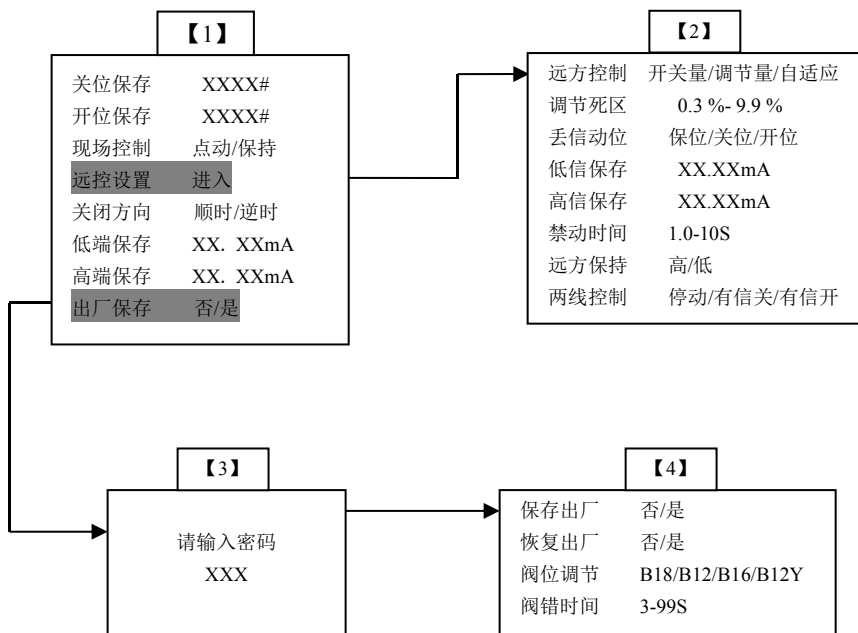 【1】
关位保存 XXXX#
开位保存 XXXX#
现场控制 点动/保持
远控设置 进入
关闭方向 顺时/逆时
低端保存 XX. XXmA
高端保存 XX. XXmA
出厂保存 否/是
【2】
远方控制 开关量/调节量/自适应
调节死区 0.3 %- 9.9 %
丢信动位 保位/关位/开位
低信保存 XX.XXmA
高信保存 XX.XXmA
禁动时间 1.0-10S
远方保持 高/低
两线控制 停动/有信关/有信开
【3】
请输入密码
XXX
【4】
保存出厂 否/是
恢复出厂 否/是
阀位调节 B18/B12/B16/B12Y
阀错时间 3-99S